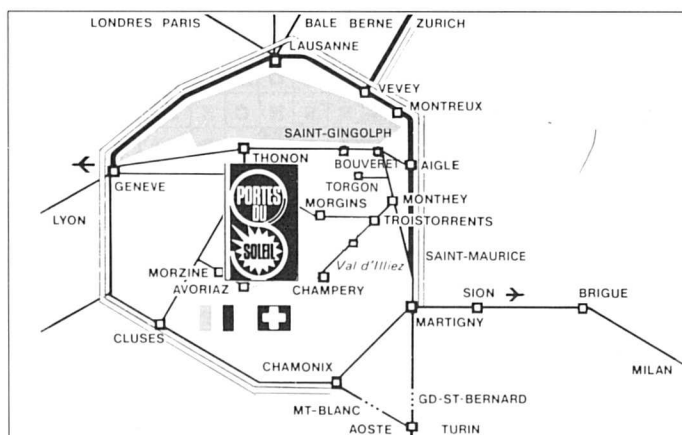 LONDRES PARIS
BALE BERNE
ZURICH
LAUSANNE
VEVEY
MONTREUX
SAINT-GINGOLPH
THONON
BOUVERET
AIGLE
GENEVE
TORGON
MONTHEY
LYON
PORTES
DU
SOLEIL
MORGINS
TROISTORRENTS
Val d'Illiez
SAINT-MAURICE
MORZINE
AVORIAZ
CHAMPERY
SION
BRIGUE
MARTIGNY
CLUSES
CHAMONIX
MILAN
MT-BLANC
GD-ST-BERNARD
AOSTE
TURIN